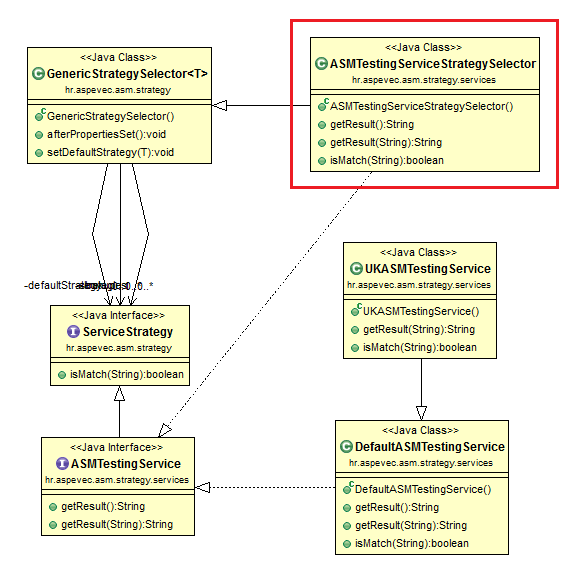 <<Java Class>>
GenericStrategySelector<T>
hr.aspevec.asm.strategy
GenericStrategySelector()
afterPropertiesSet():void
setDefaultStrategy(T):void
<<Java Class>>
ASMTestingServiceStrategySelector
hr.aspevec.asm.strategy.services
ASMTestingServiceStrategySelector()
getResult():String
getResult(String):String
isMatch(String):boolean
<<Java Class>>
UKASMTestingService
hr.aspevec.asm.strategy.services
UKASMTestingService()
getResult(String):String
isMatch(String):boolean
<<Java Interface>>
ServiceStrategy
hr.aspevec.asm.strategy
isMatch(String):boolean
<<Java Interface>>
ASMTestingService
hr.aspevec.asm.strategy.services
getResult():String
getResult(String):String
<<Java Class>>
DefaultASMTestingService
hr.aspevec.asm.strategy.services
DefaultASMTestingService()
getResult():String
getResult(String):String
isMatch(String):boolean